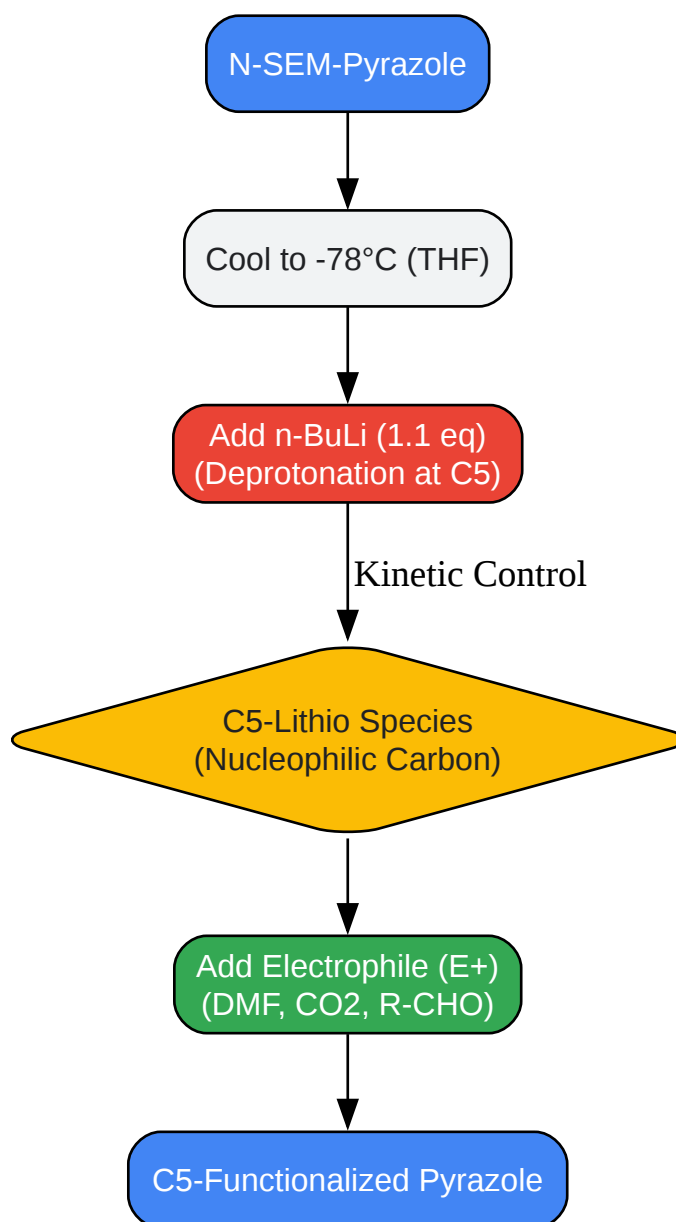 N-SEM-Pyrazole
Cool to -78°C (THF)
Add n-BuLi (1.1 eq)
(Deprotonation at C5)
Kinetic Control
C5-Lithio Species
(Nucleophilic Carbon)
Add Electrophile (E+)
(DMF, CO2, R-CHO)
C5-Functionalized Pyrazole